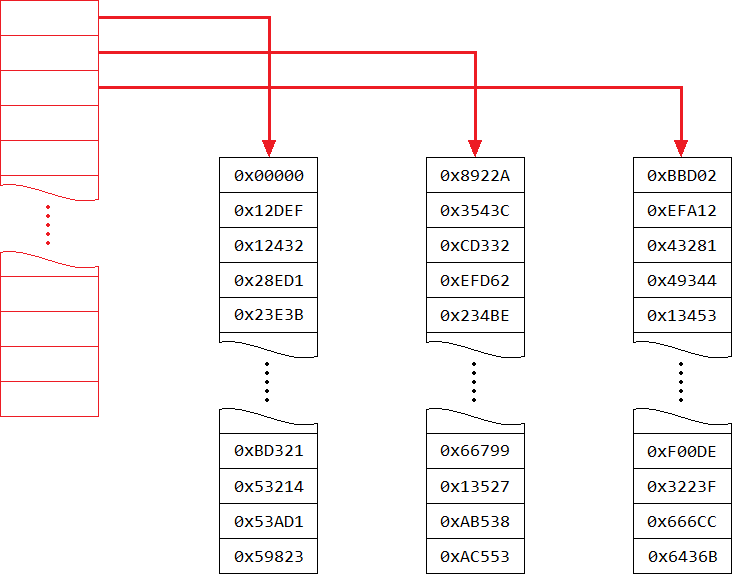 0x00000 0x8922A 0xBBD02
0x12DEF 0x3543C 0xEFA12
0x12432 0xCD332 0x43281
0x28ED1 0xEFD62 0x49344
0x23E3B 0x234BE 0x13453
0xBD321 0x66799 0xF00DE
0x53214 0x13527 0x3223F
0x53AD1 0xAB538 0x666CC
0x59823 0xAC553 0x6436B